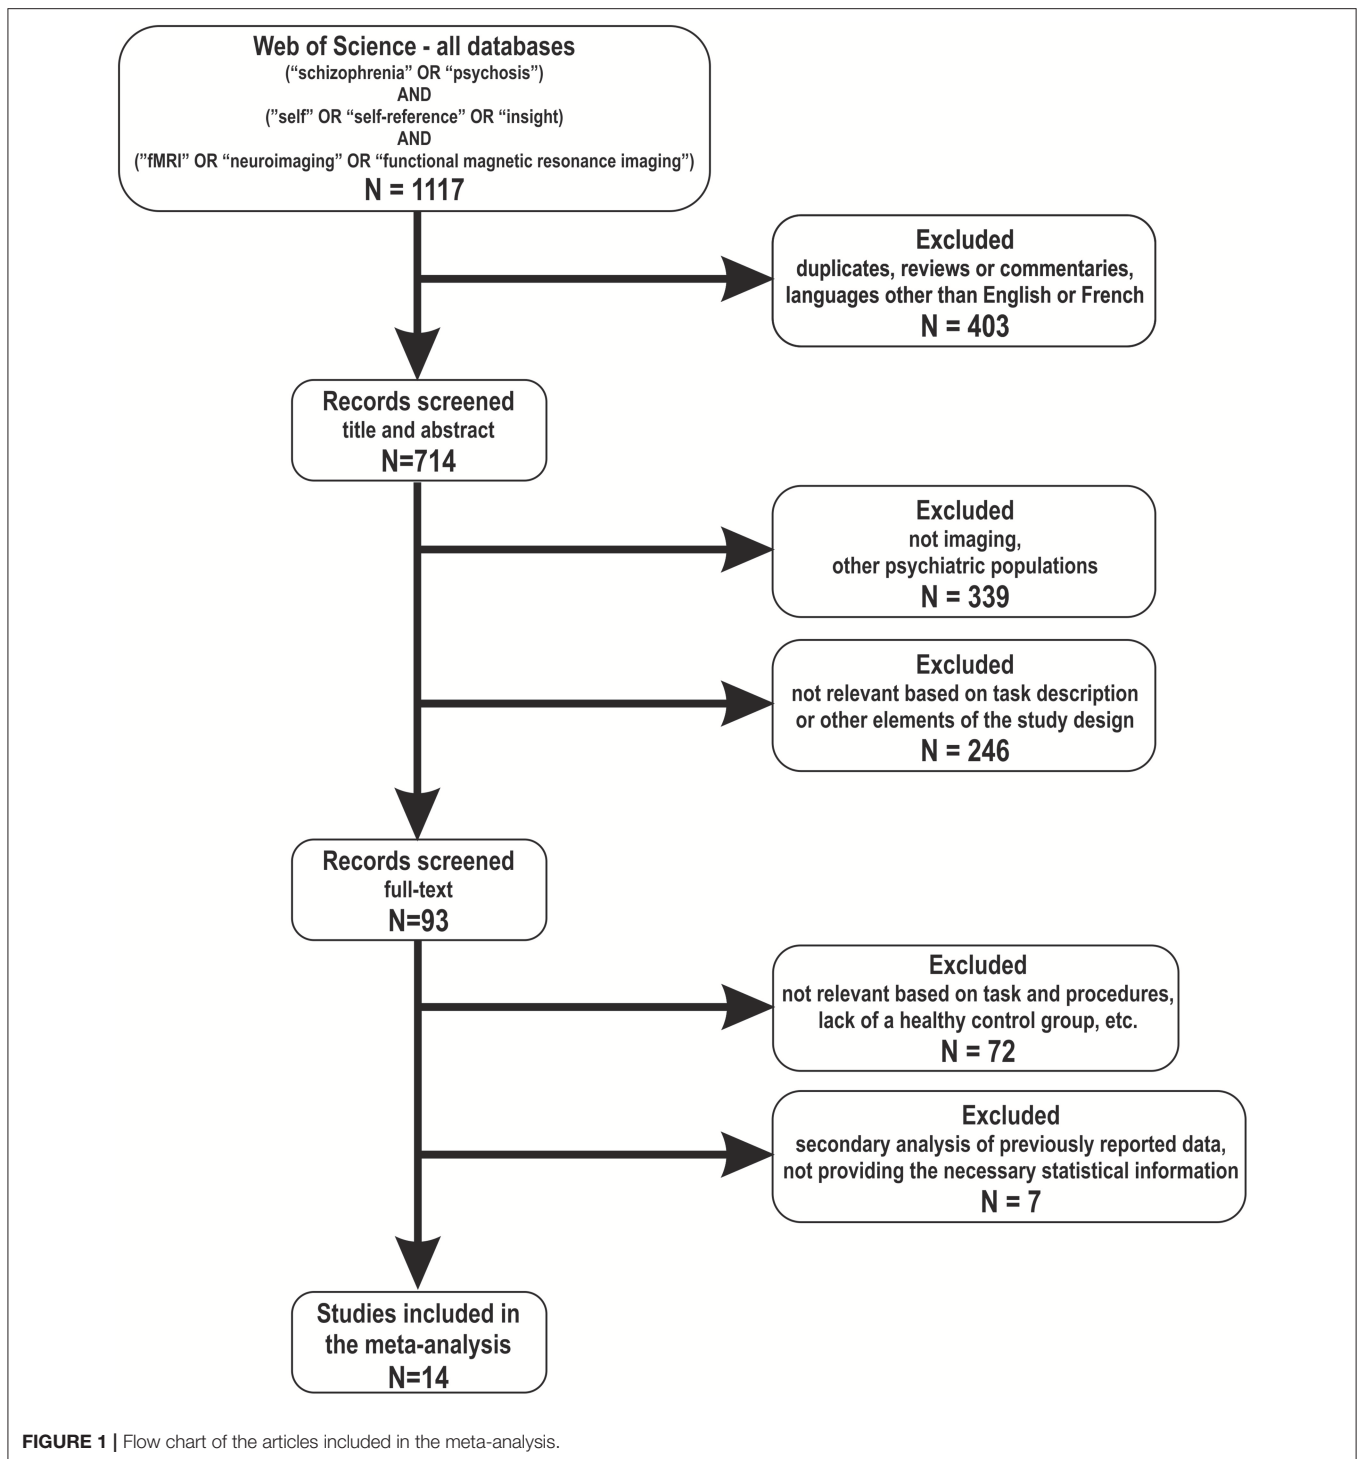 Web of Science - all databases
(“schizophrenia” OR “psychosis”)
AND
(”self” OR “self-reference” OR “insight)
AND
(”fMRI” OR “neuroimaging” OR “functional magnetic resonance imaging”)
N = 1117
Excluded
duplicates, reviews or commentaries,
languages other than English or French
N = 403
Records screened
title and abstract
N=714
Excluded
not imaging,
other psychiatric populations
N = 339
Excluded
not relevant based on task description
or other elements of the study design
N = 246
Records screened
full-text
N=93
Excluded
not relevant based on task and procedures,
lack of a healthy control group, etc.
N = 72
Excluded
secondary analysis of previously reported data,
not providing the necessary statistical information
N = 7
Studies included in
the meta-analysis
N=14
FIGURE 1 | Flow chart of the articles included in the meta-analysis.